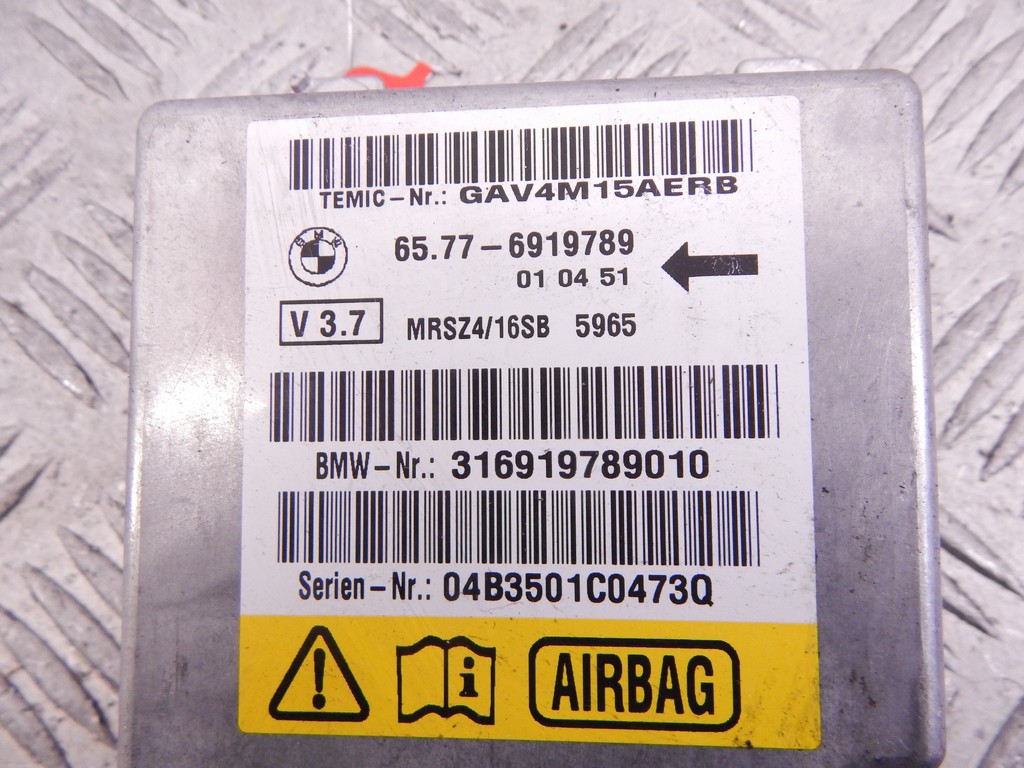 TEMIC-Nr.: GAV4M15AERB
BMW
65.77-6919789
01 04 51
V 3.7
MRSZ4/16SB 5965
BMW-Nr.: 316919789010
Serien-Nr.: 04B3501C0473Q
i
AIRBAG